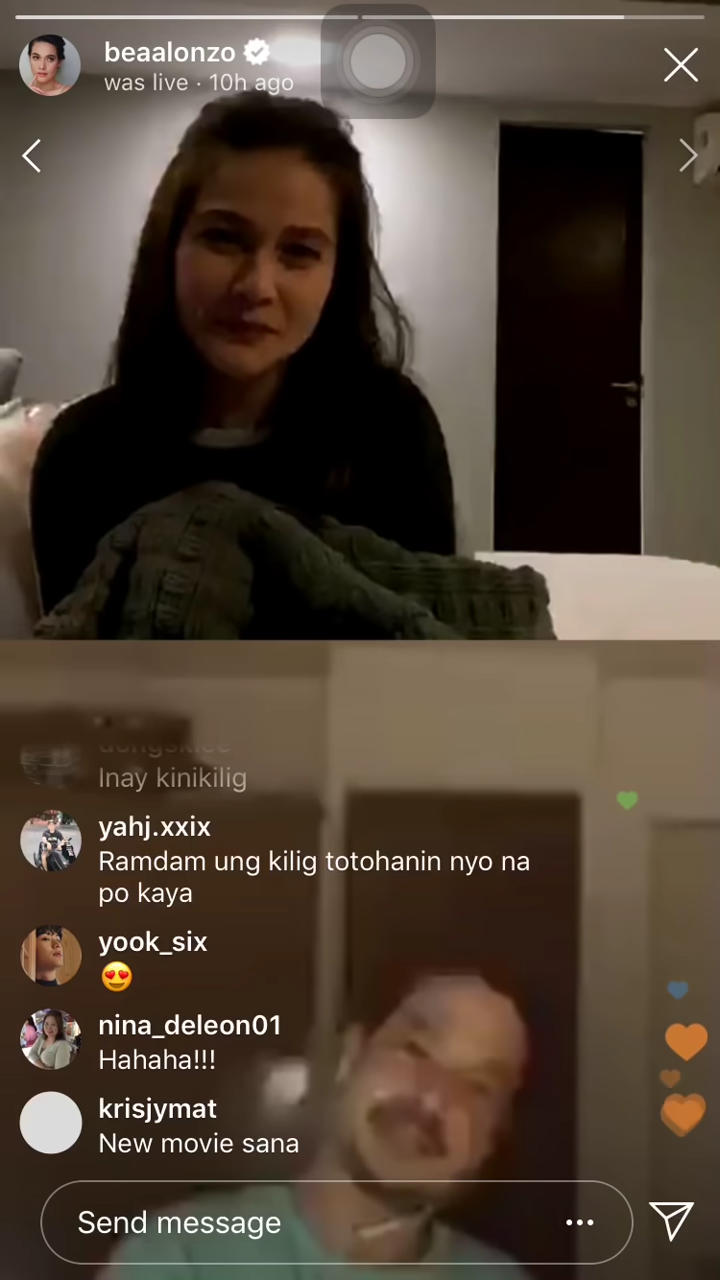 beaalonzo
was live · 10h ago
Inay kinikilig
yahj.xxix
Ramdam ung kilig totohanin nyo na
po kaya
yook_six
😍
nina_deleon01
Hahaha!!!
krisjymat
New movie sana
Send message